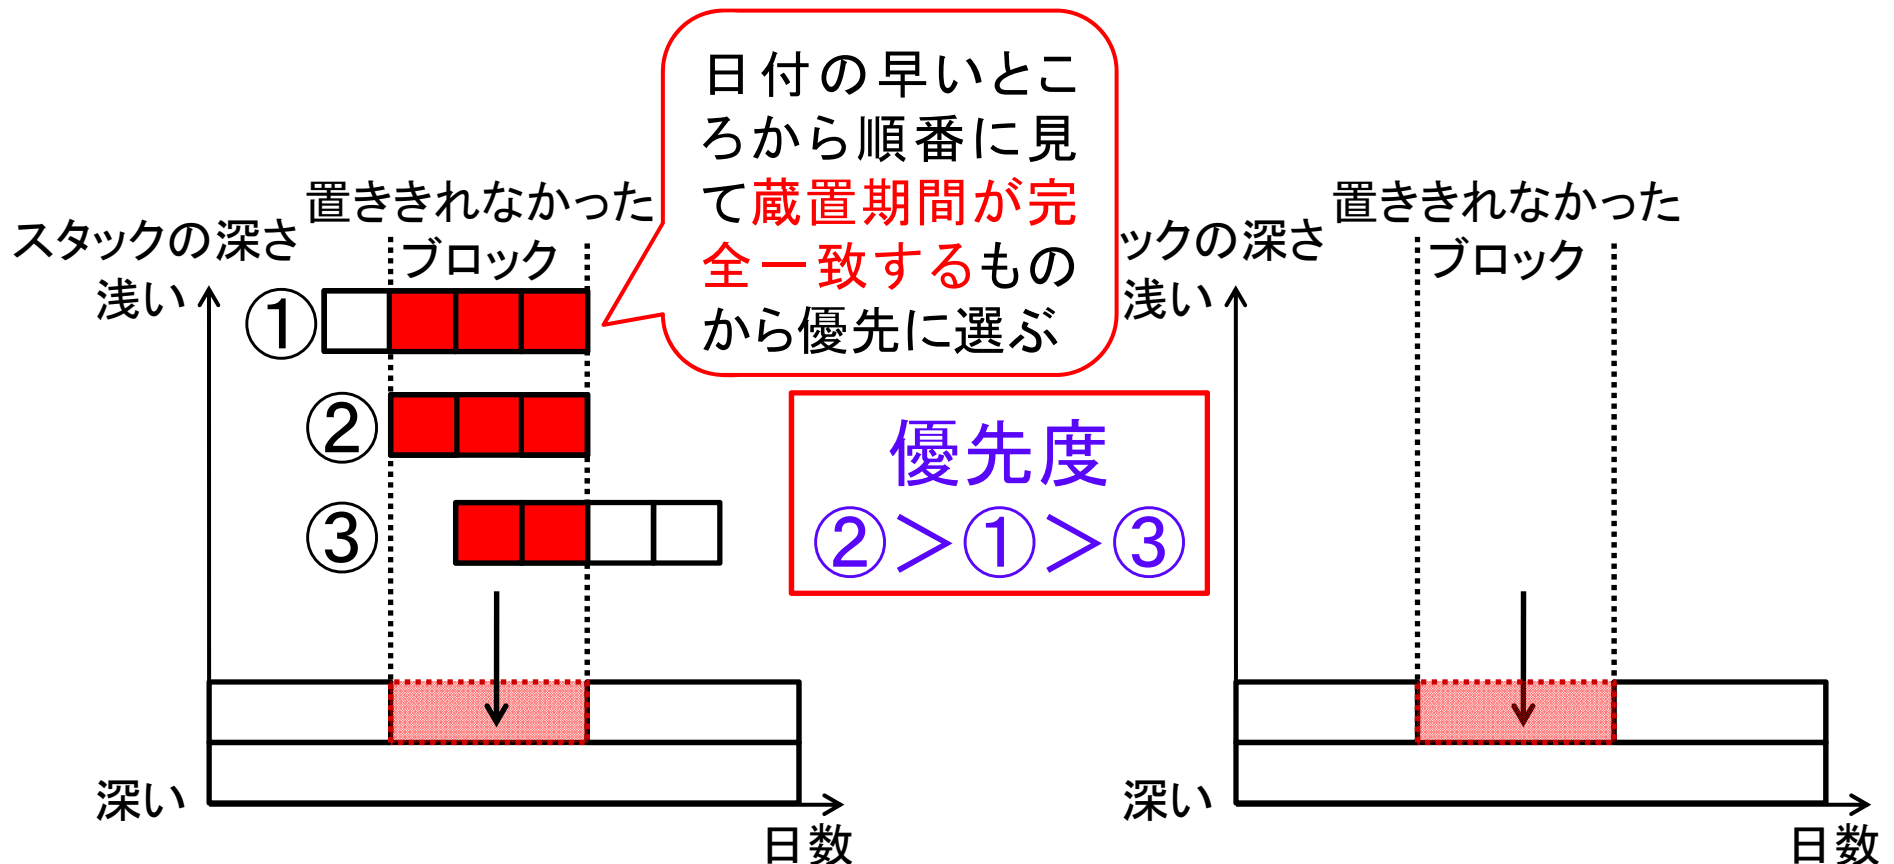 日付の早いとこ
ろから順番に見
て蔵置期間が完
全一致するもの
から優先に選ぶ
置ききれなかった
ブロック
スタックの深さ
浅い
①
②
③
深い
日数
優先度
②＞①＞③
置ききれなかった
ブロック
ックの深さ
浅い
深い
日数